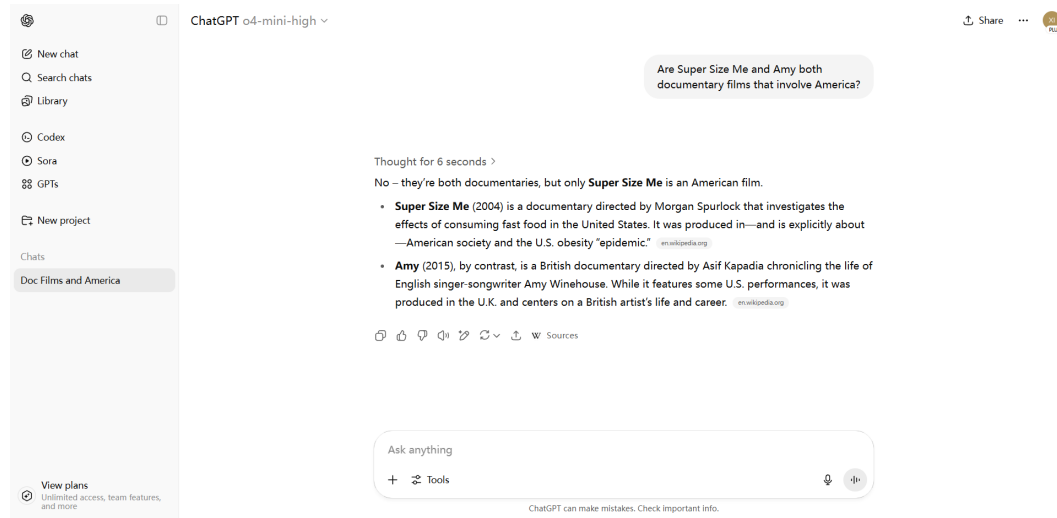 ChatGPT o4-mini-high
Share
XI
PLUS
New chat
Search chats
Library
Codex
Sora
GPTs
New project
Chats
Doc Films and America
View plans
Unlimited access, team features,
and more
Are Super Size Me and Amy both
documentary films that involve America?
Thought for 6 seconds
No – they’re both documentaries, but only Super Size Me is an American film.
• Super Size Me (2004) is a documentary directed by Morgan Spurlock that investigates the
effects of consuming fast food in the United States. It was produced in—and is explicitly about
—American society and the U.S. obesity “epidemic.” en.wikipedia.org
• Amy (2015), by contrast, is a British documentary directed by Asif Kapadia chronicling the life of
English singer-songwriter Amy Winehouse. While it features some U.S. performances, it was
produced in the U.K. and centers on a British artist’s life and career. en.wikipedia.org
W Sources
Ask anything
Tools
ChatGPT can make mistakes. Check important info.